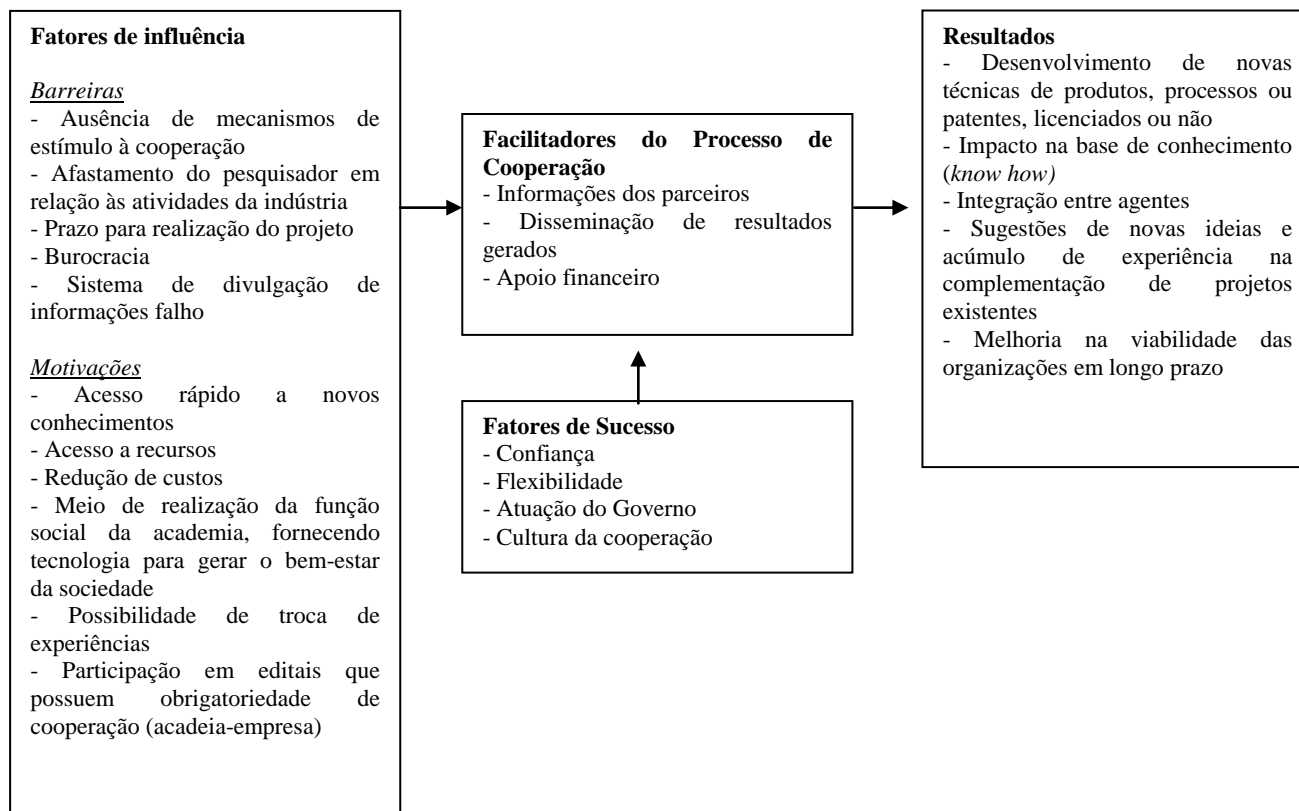 Fatores de influência
Barreiras
- Ausência de mecanismos de
estímulo à cooperação
- Afastamento do pesquisador em
relação às atividades da indústria
- Prazo para realização do projeto
- Burocracia
- Sistema de divulgação de
informações falho
Motivações
- Acesso rápido a novos
conhecimentos
- Acesso a recursos
- Redução de custos
- Meio de realização da função
social da academia, fornecendo
tecnologia para gerar o bem-estar
da sociedade
- Possibilidade de troca de
experiências
- Participação em editais que
possuem obrigatoriedade de
cooperação (acadeia-empresa)
Facilitadores do Processo de
Cooperação
- Informações dos parceiros
- Disseminação de resultados
gerados
- Apoio financeiro
Fatores de Sucesso
- Confiança
- Flexibilidade
- Atuação do Governo
- Cultura da cooperação
Resultados
- Desenvolvimento de novas
técnicas de produtos, processos ou
patentes, licenciados ou não
- Impacto na base de conhecimento
(know how)
- Integração entre agentes
- Sugestões de novas ideias e
acúmulo de experiência na
complementação de projetos
existentes
- Melhoria na viabilidade das
organizações em longo prazo